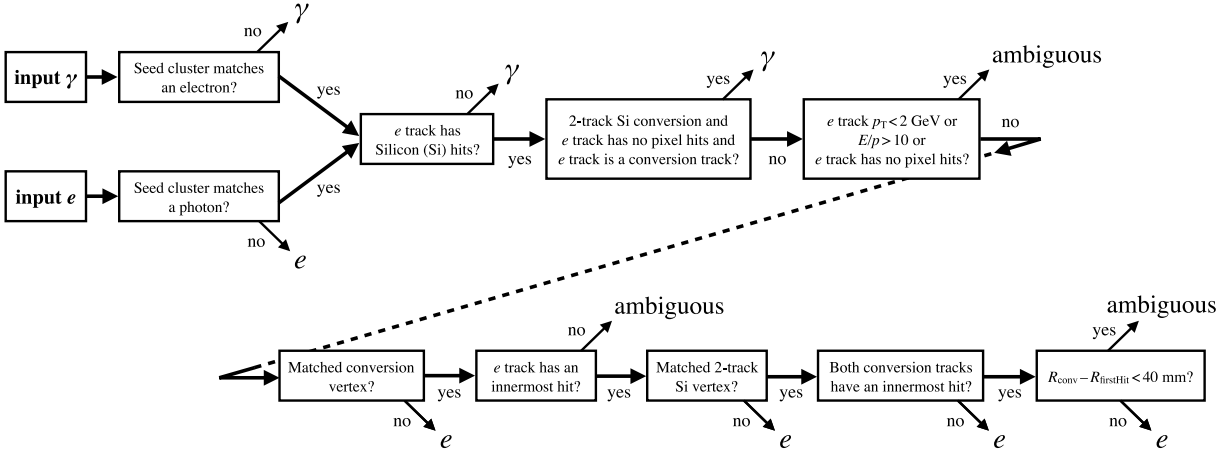 γ
no
input γ
Seed cluster matches
an electron?
yes
γ
no
e track has
Silicon (Si) hits?
yes
γ
yes
2-track Si conversion and
e track has no pixel hits and
e track is a conversion track?
no
ambiguous
yes
e track pT < 2 GeV or
E/p > 10 or
e track has no pixel hits?
no
input e
Seed cluster matches
a photon?
yes
no
e
Matched conversion
vertex?
yes
no
e
ambiguous
no
e track has an
innermost hit?
yes
Matched 2-track
Si vertex?
yes
no
e
Both conversion tracks
have an innermost hit?
yes
no
e
ambiguous
yes
Rconv − RfirstHit < 40 mm?
no
e